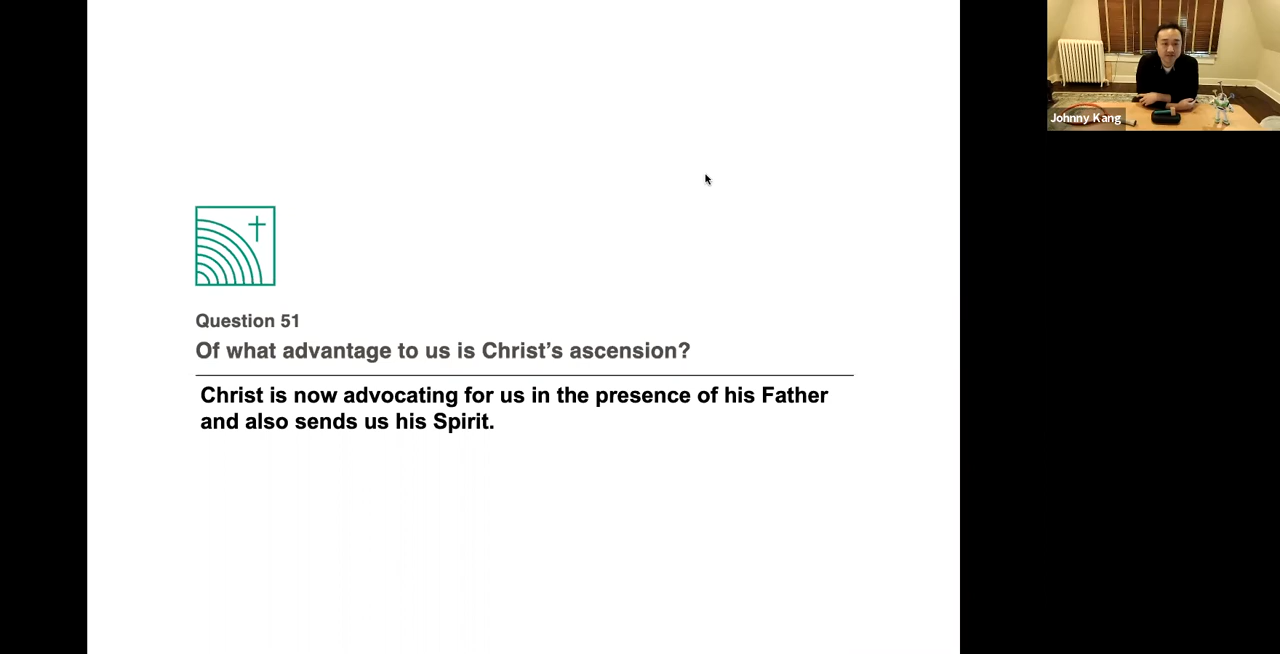 Johnny Kang
Question 51
Of what advantage to us is Christ’s ascension?
Christ is now advocating for us in the presence of his Father
and also sends us his Spirit.